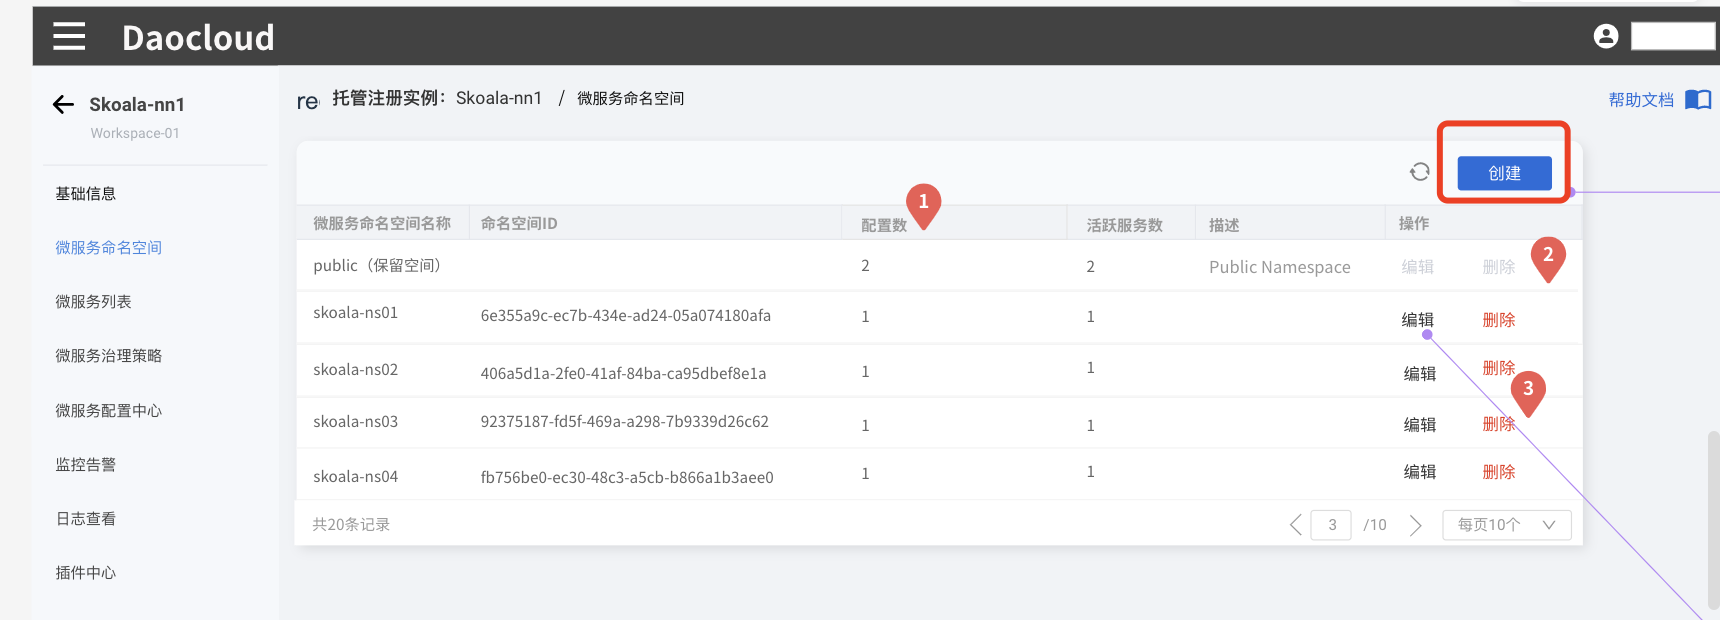 Daocloud
Skoala-nn1
Workspace-01
基础信息
微服务命名空间
微服务列表
微服务治理策略
微服务配置中心
监控告警
日志查看
插件中心
re 托管注册实例： Skoala-nn1 / 微服务命名空间
帮助文档
创建
1
微服务命名空间名称 命名空间ID 配置数 活跃服务数 描述 操作
public（保留空间） 2 2 Public Namespace 编辑 删除
2
skoala-ns01 6e355a9c-ec7b-434e-ad24-05a074180afa 1 1 编辑 删除
skoala-ns02 406a5d1a-2fe0-41af-84ba-ca95dbef8e1a 1 1 编辑 删除
3
skoala-ns03 92375187-fd5f-469a-a298-7b9339d26c62 1 1 编辑 删除
skoala-ns04 fb756be0-ec30-48c3-a5cb-b866a1b3aee0 1 1 编辑 删除
共20条记录 3 /10 每页10个